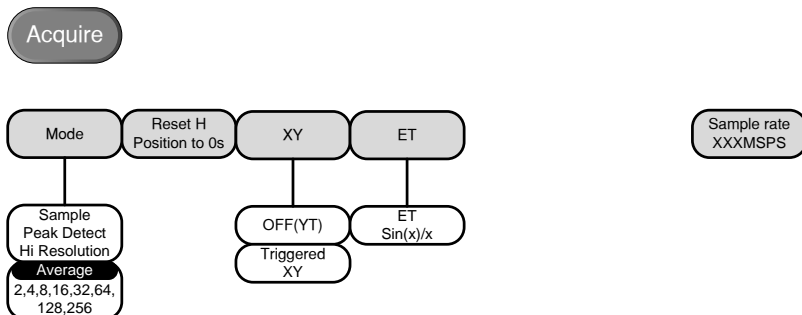 Acquire
Mode
Reset H
Position to 0s
XY
ET
Sample rate
XXXMSPS
Sample
Peak Detect
Hi Resolution
Average
2,4,8,16,32,64,
128,256
OFF(YT)
Triggered
XY
ET
Sin(x)/x